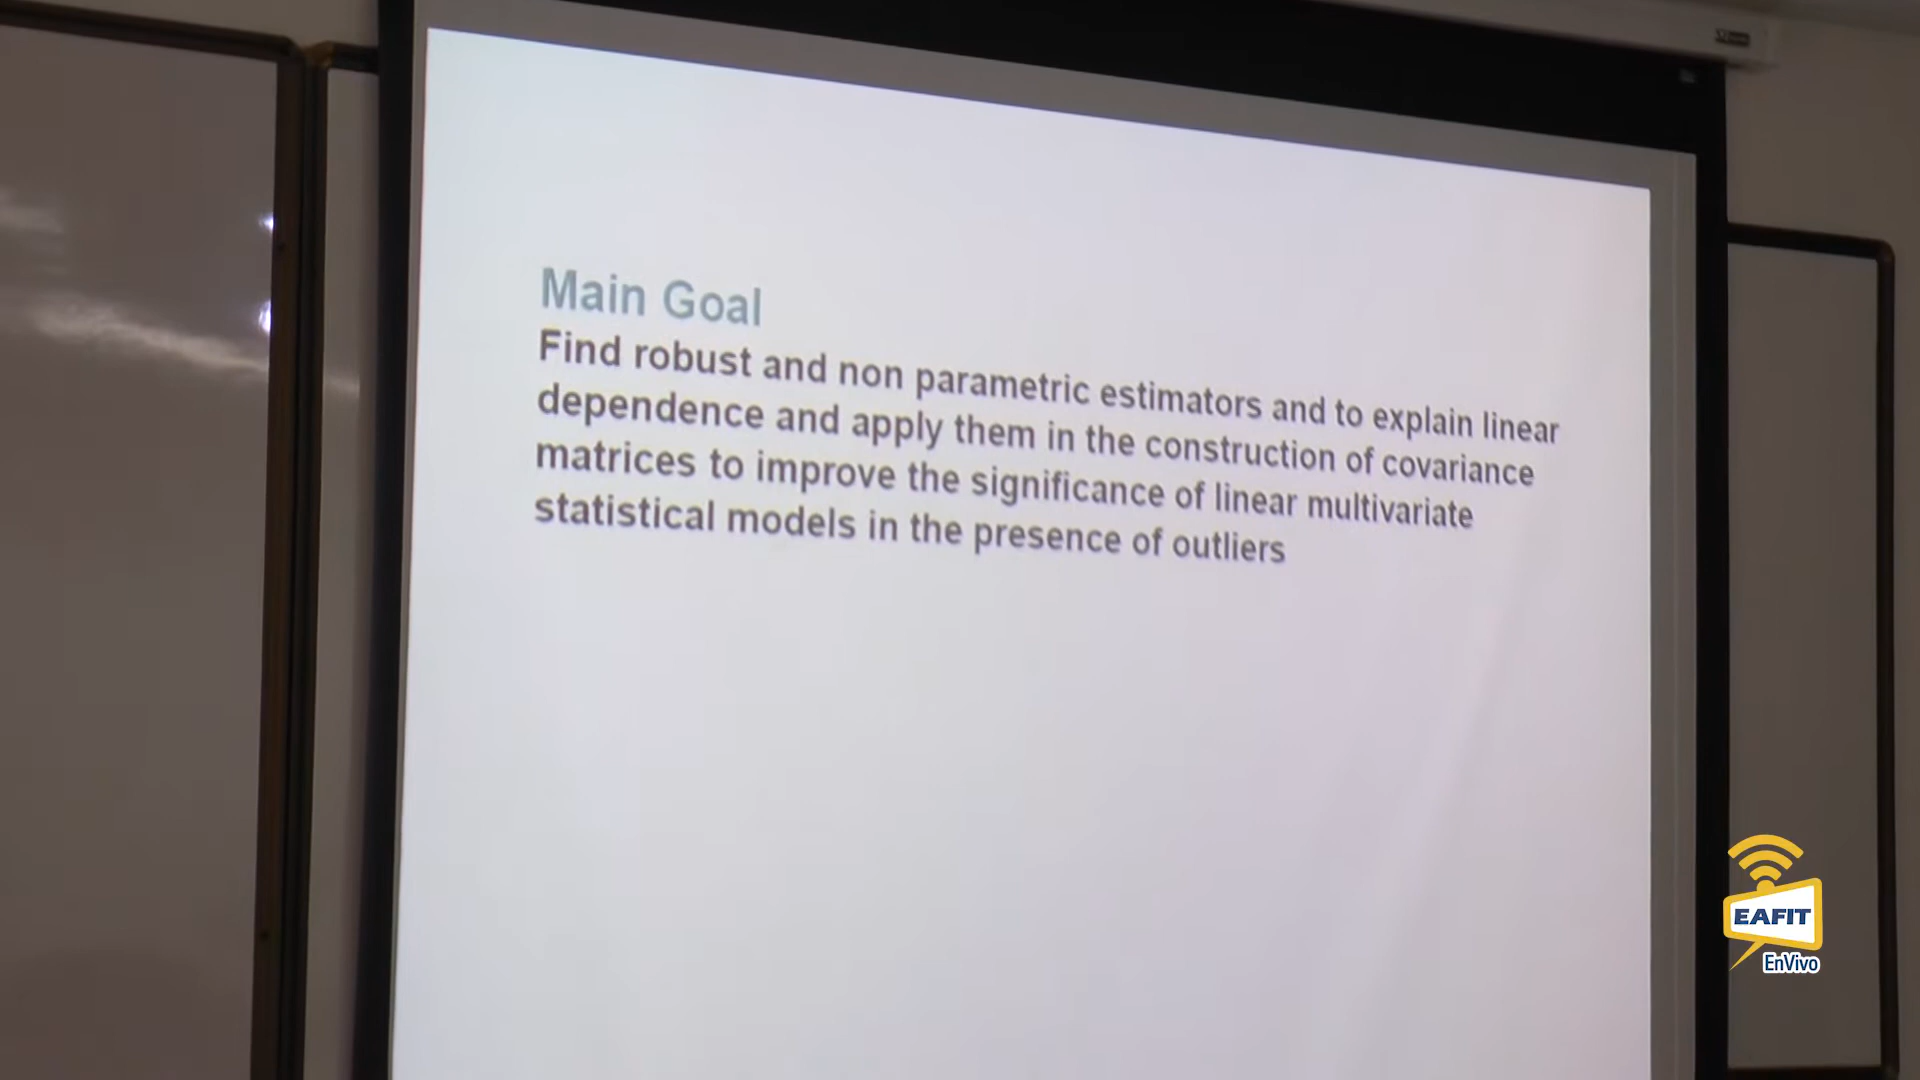 Main Goal
Find robust and non parametric estimators and to explain linear
dependence and apply them in the construction of covariance
matrices to improve the significance of linear multivariate
statistical models in the presence of outliers
EAFIT
EnVivo